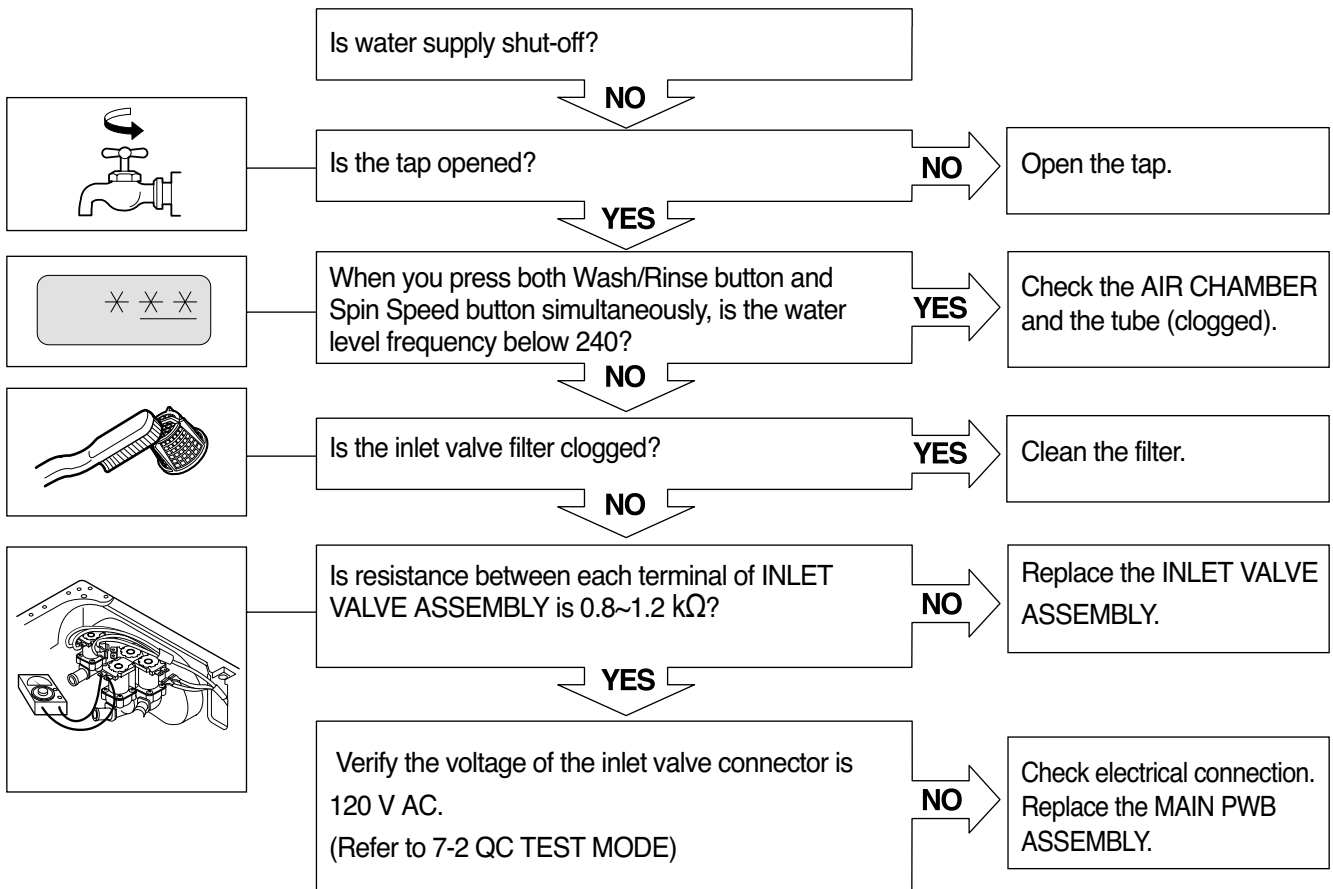 Is water supply shut-off?
NO
Is the tap opened?
NO
Open the tap.
YES
When you press both Wash/Rinse button and
Spin Speed button simultaneously, is the water
level frequency below 240?
YES
Check the AIR CHAMBER
and the tube (clogged).
NO
Is the inlet valve filter clogged?
YES
Clean the filter.
NO
Is resistance between each terminal of INLET
VALVE ASSEMBLY is 0.8~1.2 kΩ?
NO
Replace the INLET VALVE
ASSEMBLY.
YES
Verify the voltage of the inlet valve connector is
120 V AC.
(Refer to 7-2 QC TEST MODE)
NO
Check electrical connection.
Replace the MAIN PWB
ASSEMBLY.